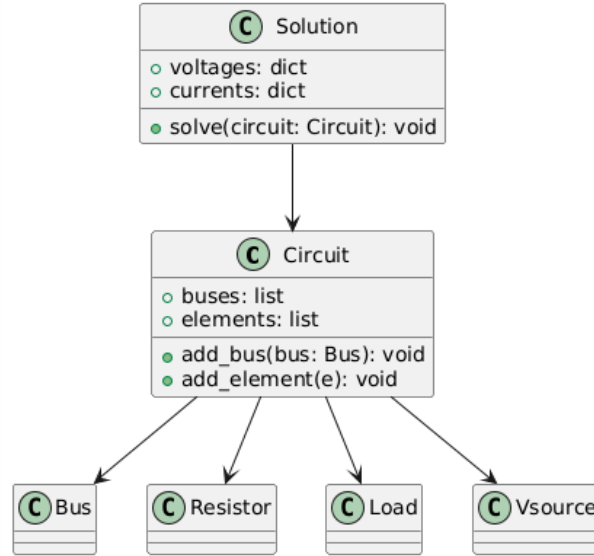 C Solution
voltages: dict
currents: dict
solve(circuit: Circuit): void
C Circuit
buses: list
elements: list
add_bus(bus: Bus): void
add_element(e): void
C Bus
C Resistor
C Load
C Vsource